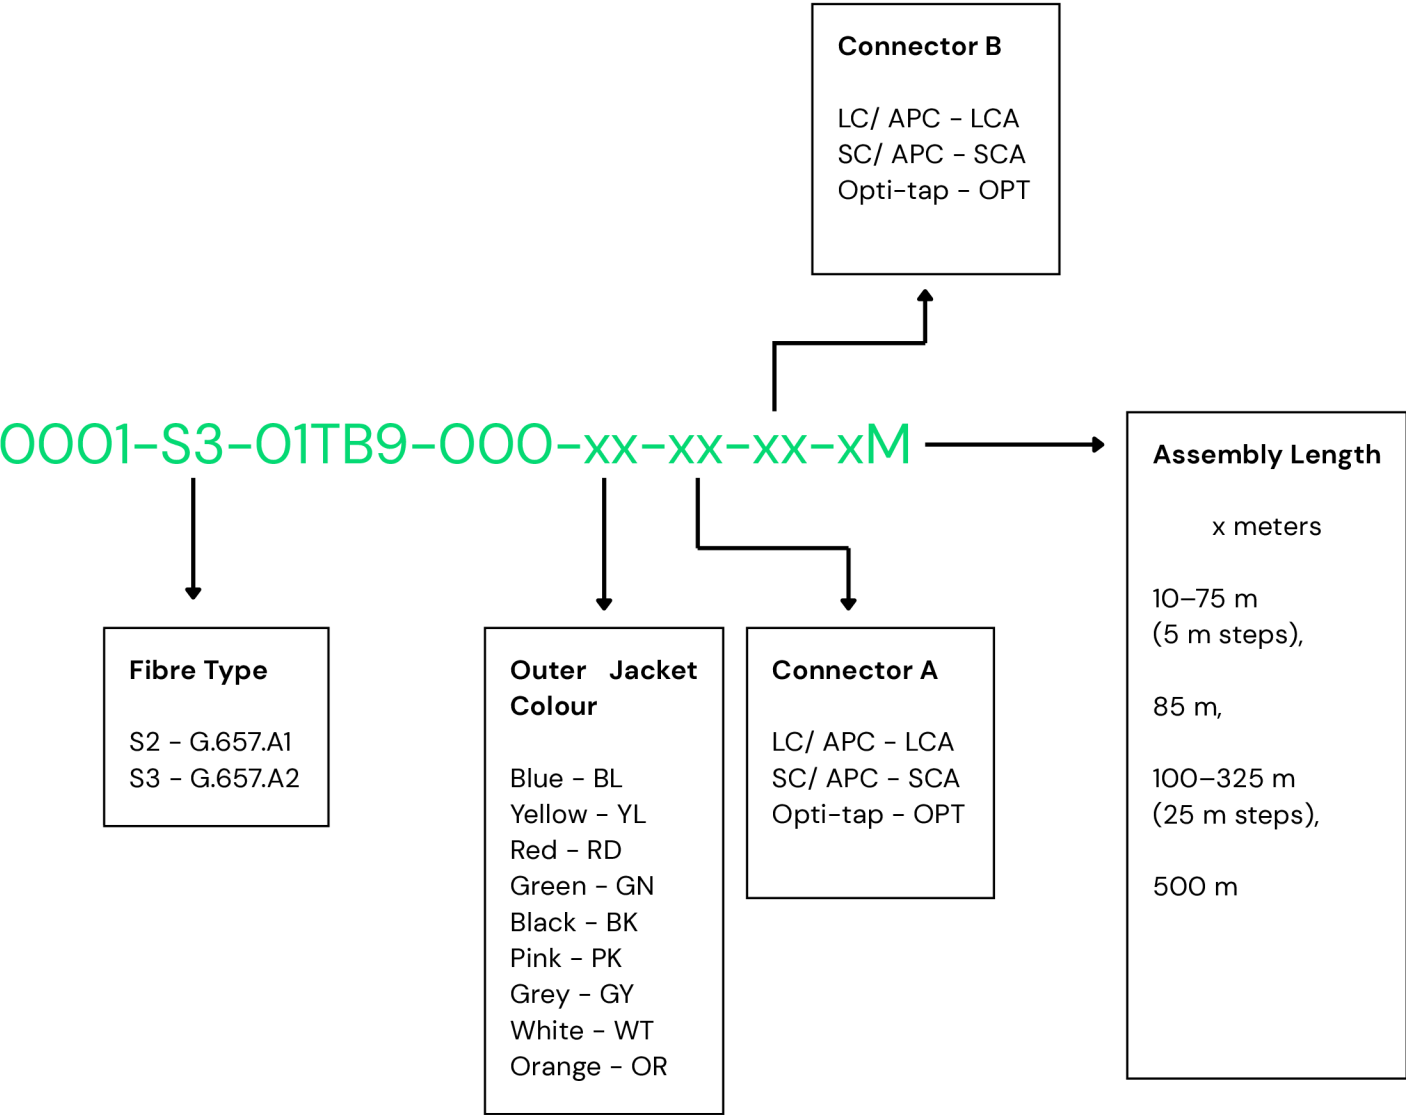 Connector B
LC/ APC - LCA
SC/ APC - SCA
Opti-tap - OPT
0001-S3-01TB9-000-xx-xx-xx-xM
Fibre Type
S2 - G.657.A1
S3 - G.657.A2
Outer Jacket
Colour
Blue - BL
Yellow - YL
Red - RD
Green - GN
Black - BK
Pink - PK
Grey - GY
White - WT
Orange - OR
Connector A
LC/ APC - LCA
SC/ APC - SCA
Opti-tap - OPT
Assembly Length
x meters
10–75 m
(5 m steps),
85 m,
100–325 m
(25 m steps),
500 m